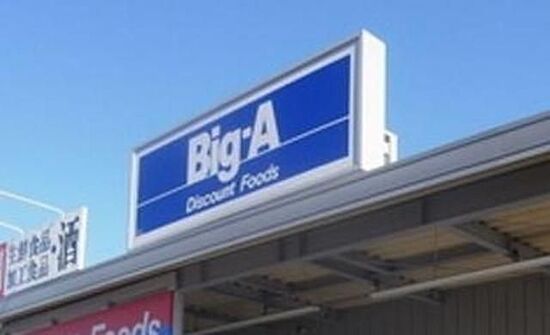 Big-A
Discount Foods
生鮮食品
加工食品
・酒
Foods